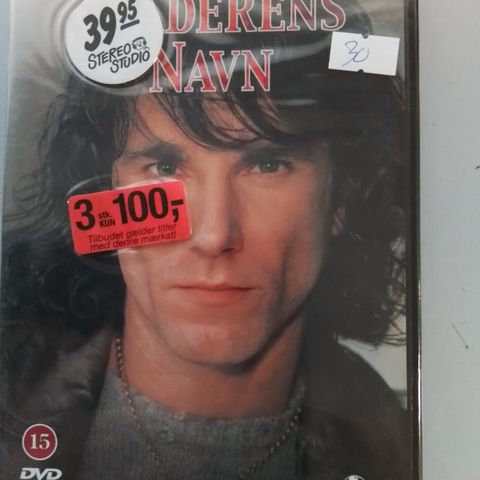 39.95
STEREO
STUDIO
DERENS
NAVN
30
3 stk. KUN 100,-
Tilbudet gælder titler
med denne mærkat!
15
DVD